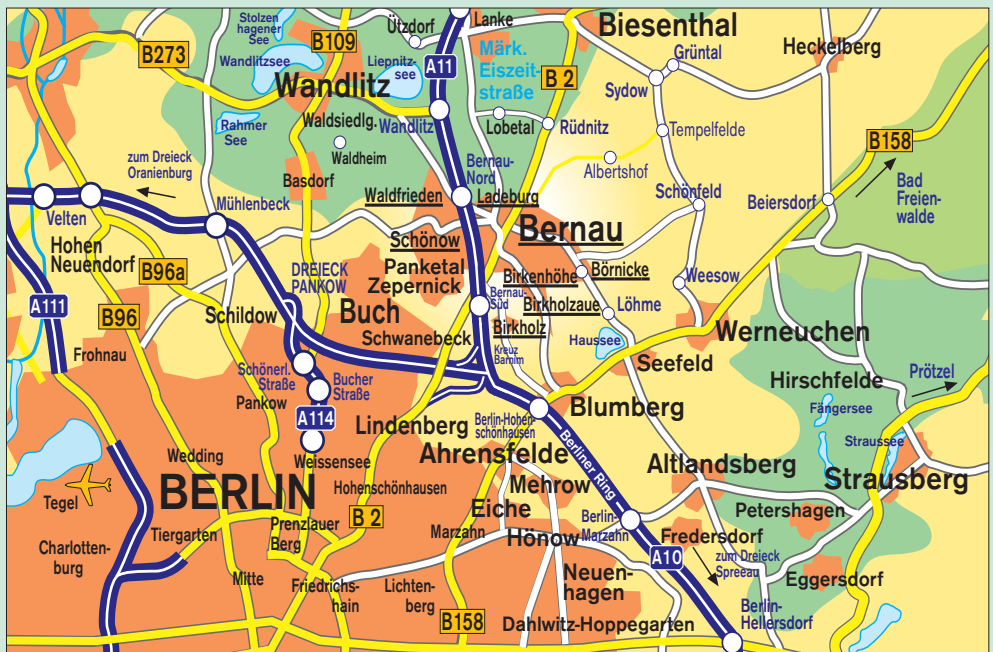 Stolzen
hagener
See
Ützdorf
Lanke
Biesenthal
B109
B273
Wandlitzsee
Liepnitz-
see
A11
Märk.
Eiszeit
straße
B 2
Grüntal
Heckelberg
Sydow
Wandlitz
Rahmer
See
Waldsiedlg.
Wandlitz
Lobetal
Rüdnitz
Tempelfelde
B158
Waldheim
zum Dreieck
Oranienburg
Basdorf
Bernau-
Nord
Albertshof
Schönfeld
Bad
Freien-
walde
Velten
Mühlenbeck
Waldfrieden
Ladeburg
Beiersdorf
Hohen
Neuendorf
Schönow
Bernau
B96a
DREIECK
PANKOW
Panketal
Zepernick
Birkenhöhe
Börnicke
Weesow
A111
B96
Schildow
Buch
Bernau-
Süd
Birkholzaue
Löhme
Schwanebeck
Birkholz
Werneuchen
Frohnau
Kreuz
Barnim
Haussee
Seefeld
Schönerl.
Straße
Bucher
Straße
Hirschfelde
Prötzel
Pankow
A114
Lindenberg
Berlin-Hohen-
schönhausen
Blumberg
Fängersee
Weissensee
Ahrensfelde
Berliner Ring
Altlandsberg
Straussee
Wedding
BERLIN
Hohenschönhausen
Mehrow
Strausberg
Tegel
Eiche
Petershagen
Tiergarten
Prenzlauer
Berg
B 2
Marzahn
Hönow
Berlin-
Marzahn
Fredersdorf
Charlotten-
burg
A10
zum Dreieck
Spreeau
Mitte
Friedrichs-
hain
Lichten-
berg
Neuen-
hagen
Eggersdorf
B158
Dahlwitz-Hoppegarten
Berlin-
Hellersdorf